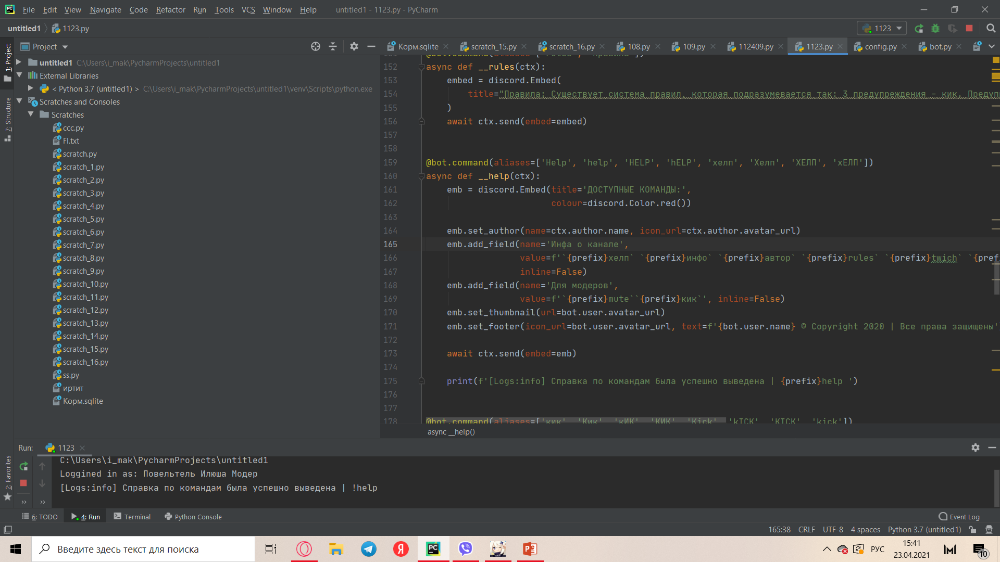 File Edit View Navigate Code Refactor Run Tools VCS Window Help untitled1 - 1123.py - PyCharm
untitled1 1123.py 1123
1: Project
7: Structure
2: Favorites
Project
untitled1 C:\Users\i_mak\PycharmProjects\untitled1
External Libraries
< Python 3.7 (untitled1) > C:\Users\i_mak\PycharmProjects\untitled1\venv\Scripts\python.exe
Scratches and Consoles
Scratches
ccc.py
Fl.txt
scratch.py
scratch_1.py
scratch_2.py
scratch_3.py
scratch_4.py
scratch_5.py
scratch_6.py
scratch_7.py
scratch_8.py
scratch_9.py
scratch_10.py
scratch_11.py
scratch_12.py
scratch_13.py
scratch_14.py
scratch_15.py
scratch_16.py
ss.py
иртит
Корм.sqlite
Корм.sqlite scratch_15.py scratch_16.py 108.py 109.py 112409.py 1123.py config.py bot.py
152 async def __rules(ctx):
153 embed = discord.Embed(
154 title="Правила: Существует система правил, которая подразумевается так: 3 предупреждения - кик.
155 )
156 await ctx.send(embed=embed)
157
158
159 @bot.command(aliases=['Help', 'help', 'HELP', 'hELP', 'хелп', 'Хелп', 'ХЕЛП', 'хЕЛП'])
160 async def __help(ctx):
161 emb = discord.Embed(title='ДОСТУПНЫЕ КОМАНДЫ:',
162 colour=discord.Color.red())
163
164 emb.set_author(name=ctx.author.name, icon_url=ctx.author.avatar_url)
165 emb.add_field(name='Инфа о канале',
166 value=f'`{prefix}хелп` `{prefix}инфо` `{prefix}автор` `{prefix}rules` `{prefix}twich` `{pref
167 inline=False)
168 emb.add_field(name='Для модеров',
169 value=f'`{prefix}mute``{prefix}кик`', inline=False)
170 emb.set_thumbnail(url=bot.user.avatar_url)
171 emb.set_footer(icon_url=bot.user.avatar_url, text=f'{bot.user.name} © Copyright 2020 | Все права защищены'
172
173 await ctx.send(embed=emb)
174
175 print(f'[Logs:info] Справка по командам была успешно выведена | {prefix}help ')
176
177
178 @bot.command(aliases=['кик', 'Кик', 'кИК', 'КИК', 'Kick', 'kICK', 'KICK', 'kick'])
async __help()
Run: 1123
C:\Users\i_mak\PycharmProjects\untitled1
Loggined in as: Повельтель Илюша Модер
[Logs:info] Справка по командам была успешно выведена | !help
6: TODO 4: Run Terminal Python Console Event Log
165:38 CRLF UTF-8 4 spaces Python 3.7 (untitled1)
Введите здесь текст для поиска
РУС
15:41
23.04.2021
10